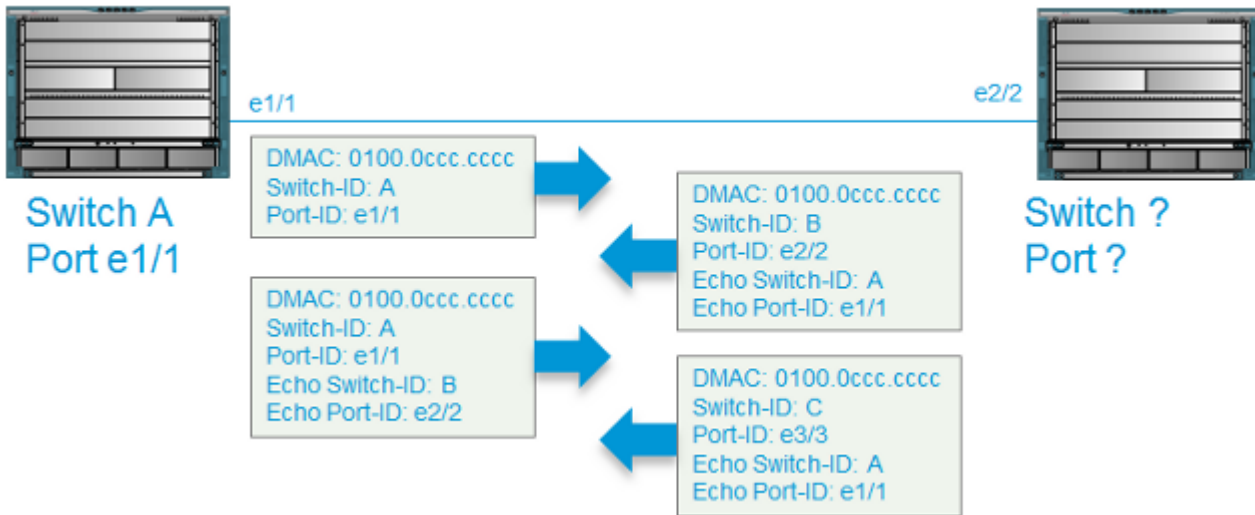 e1/1
e2/2
DMAC: 0100.0ccc.cccc
Switch-ID: A
Port-ID: e1/1
Switch A
Port e1/1
DMAC: 0100.0ccc.cccc
Switch-ID: B
Port-ID: e2/2
Echo Switch-ID: A
Echo Port-ID: e1/1
Switch ?
Port ?
DMAC: 0100.0ccc.cccc
Switch-ID: A
Port-ID: e1/1
Echo Switch-ID: B
Echo Port-ID: e2/2
DMAC: 0100.0ccc.cccc
Switch-ID: C
Port-ID: e3/3
Echo Switch-ID: A
Echo Port-ID: e1/1